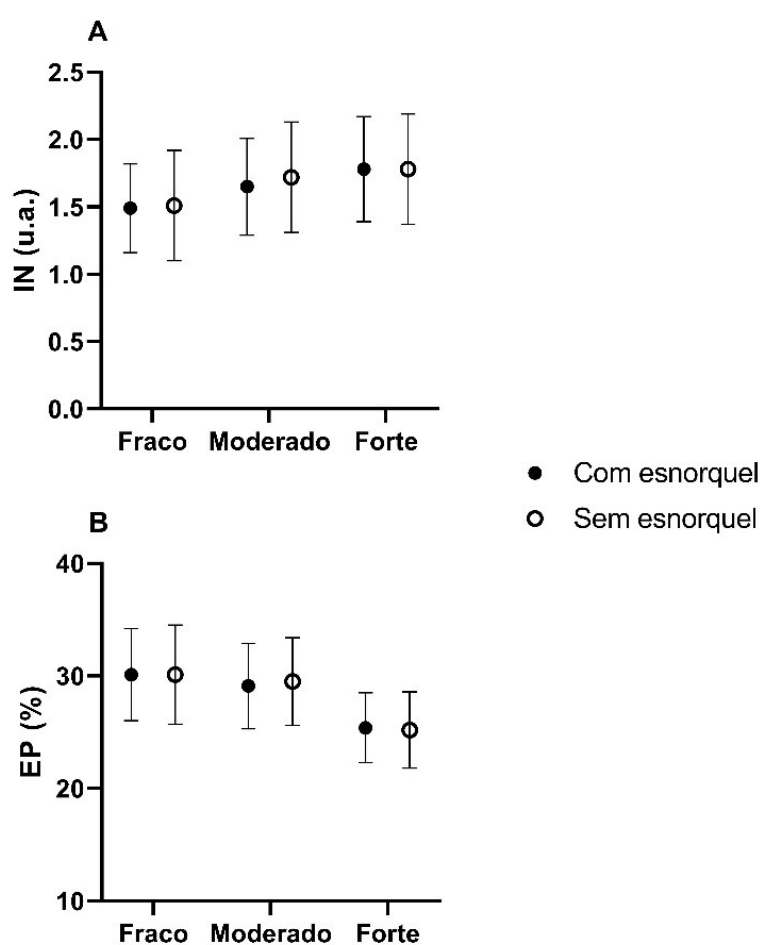 A
2.5
2.0
1.5
1.0
0.5
0.0
IN (u.a.)
Fraco Moderado Forte
Com esnorquel
Sem esnorquel
B
40
30
20
10
EP (%)
Fraco Moderado Forte